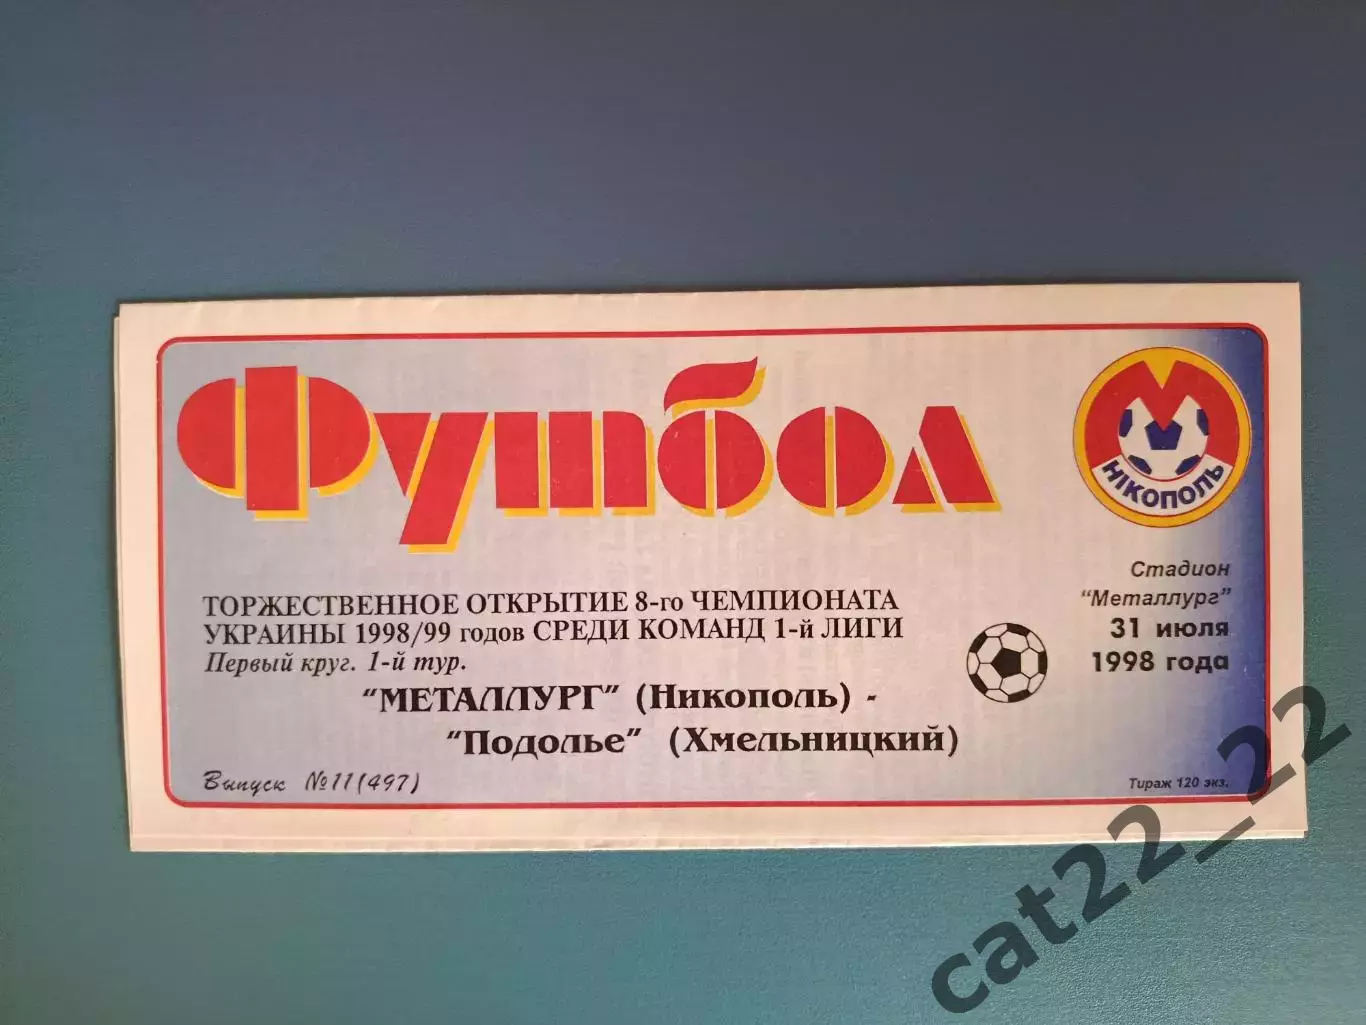 Футбол
М
НІКОПОЛЬ
Стадион
"Металлург"
31 июля
1998 года
ТОРЖЕСТВЕННОЕ ОТКРЫТИЕ 8-го ЧЕМПИОНАТА
УКРАИНЫ 1998/99 годов СРЕДИ КОМАНД 1-й ЛИГИ
Первый круг. 1-й тур.
"МЕТАЛЛУРГ" (Никополь) -
"Подолье" (Хмельницкий)
Выпуск №11(497)
Тираж 120 экз.
cat22_22